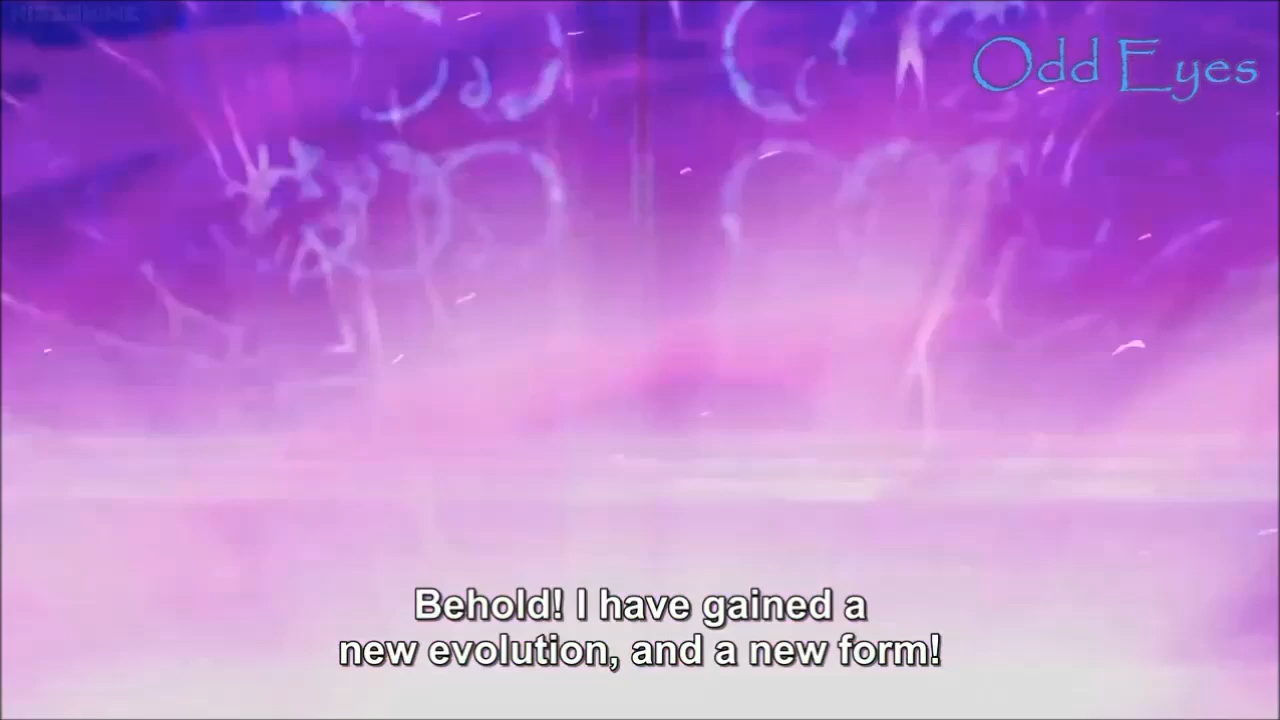 Odd Eyes
Behold! I have gained a
new evolution, and a new form!